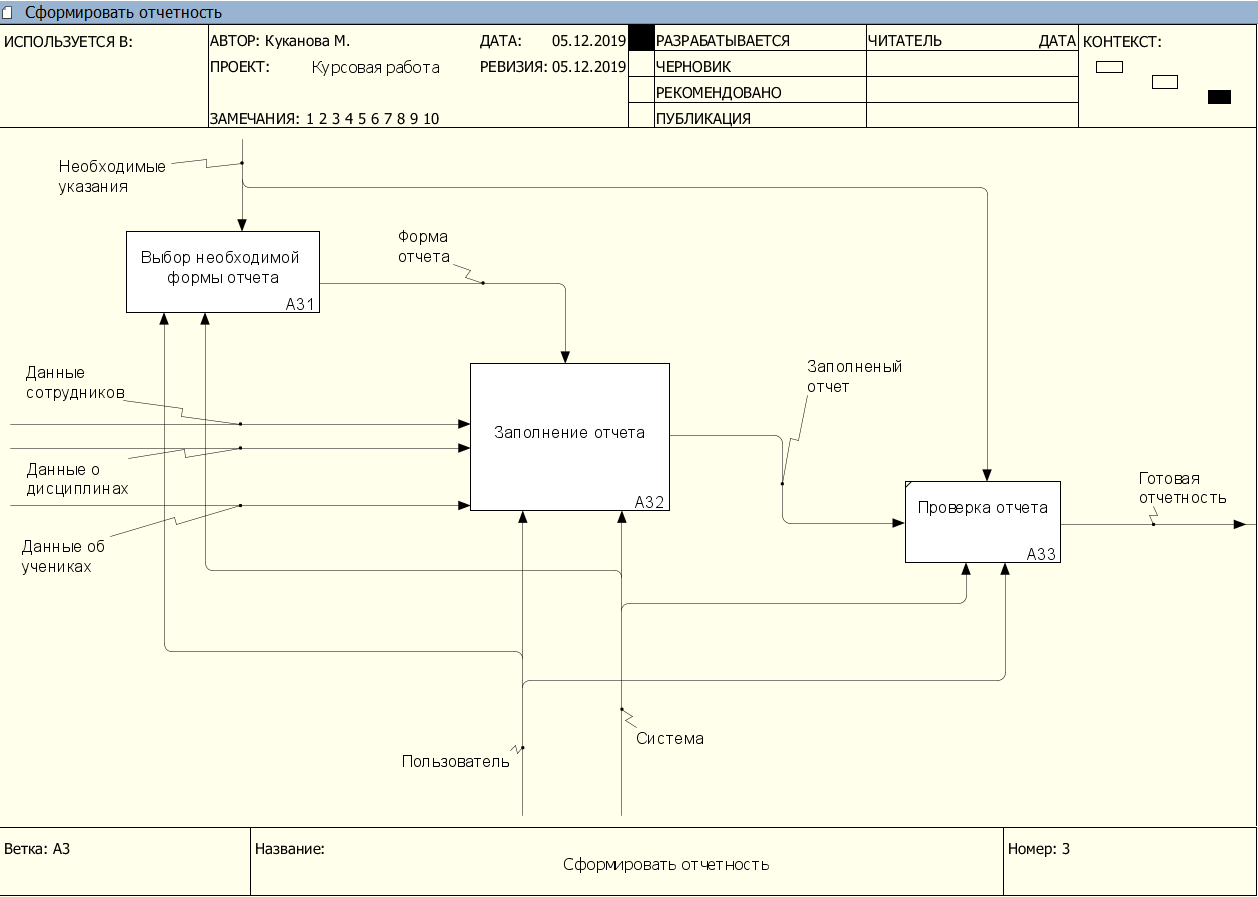 Сформировать отчетность
ИСПОЛЬЗУЕТСЯ В:
АВТОР: Куканова М.
ДАТА: 05.12.2019
ПРОЕКТ: Курсовая работа
РЕВИЗИЯ: 05.12.2019
ЗАМЕЧАНИЯ: 1 2 3 4 5 6 7 8 9 10
РАЗРАБАТЫВАЕТСЯ
ЧЕРНОВИК
РЕКОМЕНДОВАНО
ПУБЛИКАЦИЯ
ЧИТАТЕЛЬ ДАТА
КОНТЕКСТ:
Необходимые
указания
Выбор необходимой
формы отчета
A31
Форма
отчета
Данные
сотрудников
Данные о
дисциплинах
Данные об
учениках
Заполнение отчета
A32
Заполненый
отчет
Проверка отчета
A33
Готовая
отчетность
Система
Пользователь
Ветка: A3
Название:
Сформировать отчетность
Номер: 3